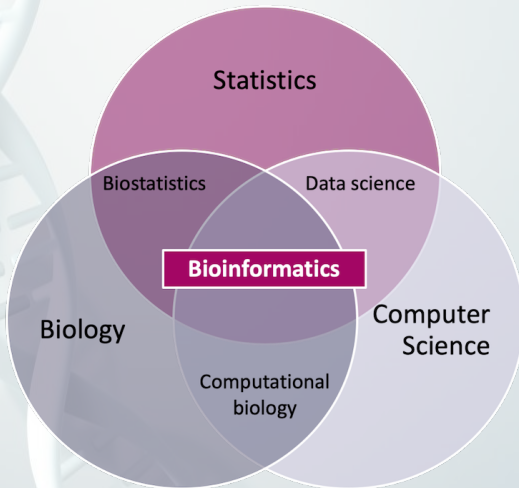 Statistics
Biostatistics
Data science
Bioinformatics
Biology
Computer
Science
Computational
biology